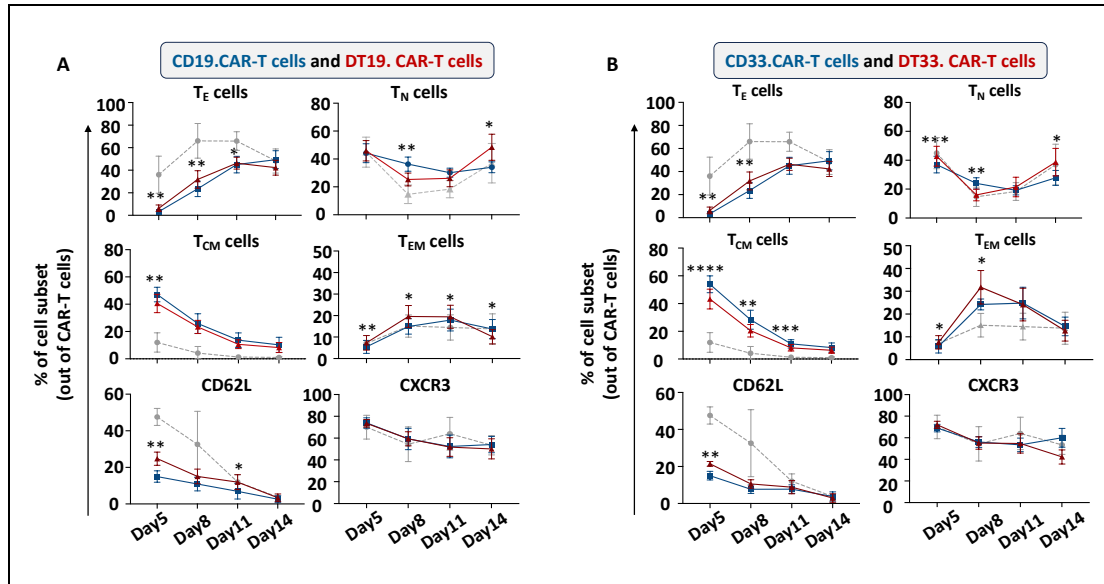 A
CD19.CAR-T cells and DT19. CAR-T cells
TE cells
TN cells
100
80
60
40
20
0
**
**
*
80
60
40
20
0
**
*
TCM cells
TEM cells
80
60
40
20
0
**
50
40
30
20
10
0
**
*
*
*
CD62L
CXCR3
60
40
20
0
**
*
100
80
60
40
20
0
Day5
Day8
Day11
Day14
Day5
Day8
Day11
Day14
% of cell subset
(out of CAR-T cells)
B
CD33.CAR-T cells and DT33. CAR-T cells
TE cells
TN cells
100
80
60
40
20
0
**
**
80
60
40
20
0
***
**
*
TCM cells
TEM cells
80
60
40
20
0
****
**
***
50
40
30
20
10
0
*
*
CD62L
CXCR3
60
40
20
0
**
100
80
60
40
20
0
Day5
Day8
Day11
Day14
Day5
Day8
Day11
Day14
% of cell subset
(out of CAR-T cells)